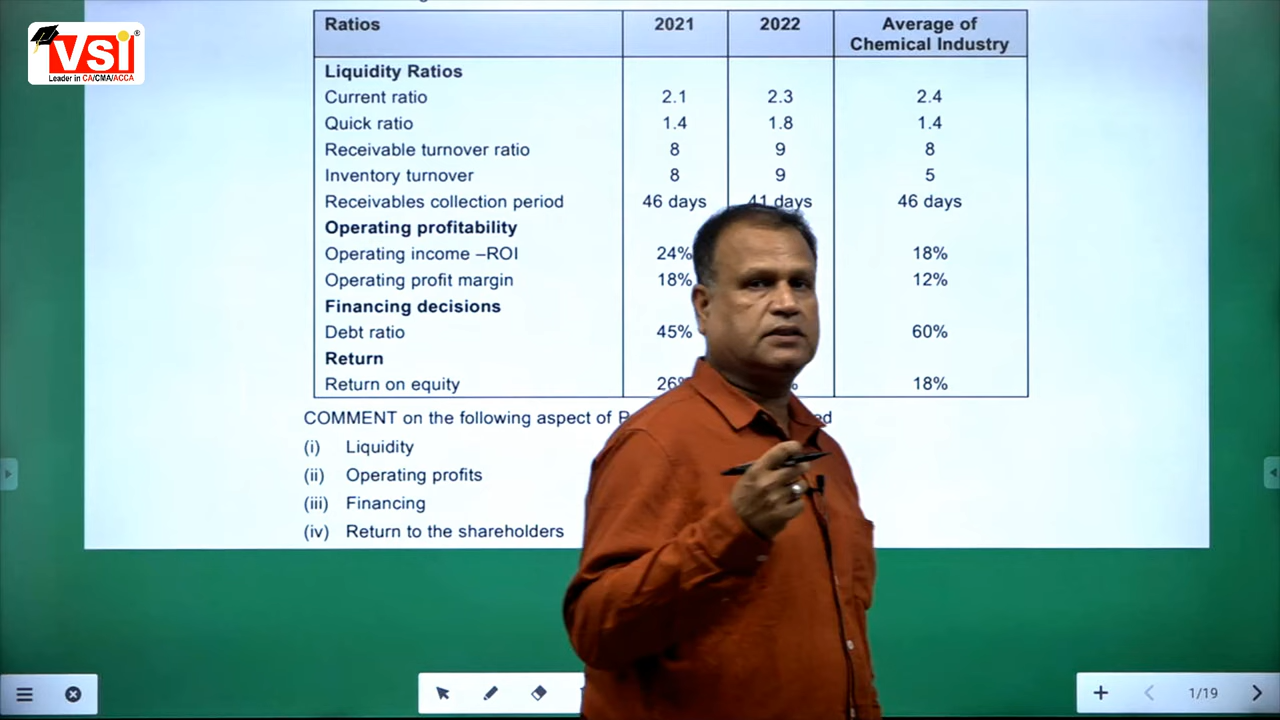 VSI
®
Leader in CA/CMA/ACCA
Ratios 2021 2022 Average of Chemical Industry
Liquidity Ratios
Current ratio 2.1 2.3 2.4
Quick ratio 1.4 1.8 1.4
Receivable turnover ratio 8 9 8
Inventory turnover 8 9 5
Receivables collection period 46 days 41 days 46 days
Operating profitability
Operating income –ROI 24% 18%
Operating profit margin 18% 12%
Financing decisions
Debt ratio 45% 60%
Return
Return on equity 26% 18%
COMMENT on the following aspect of
(i) Liquidity
(ii) Operating profits
(iii) Financing
(iv) Return to the shareholders
1/19